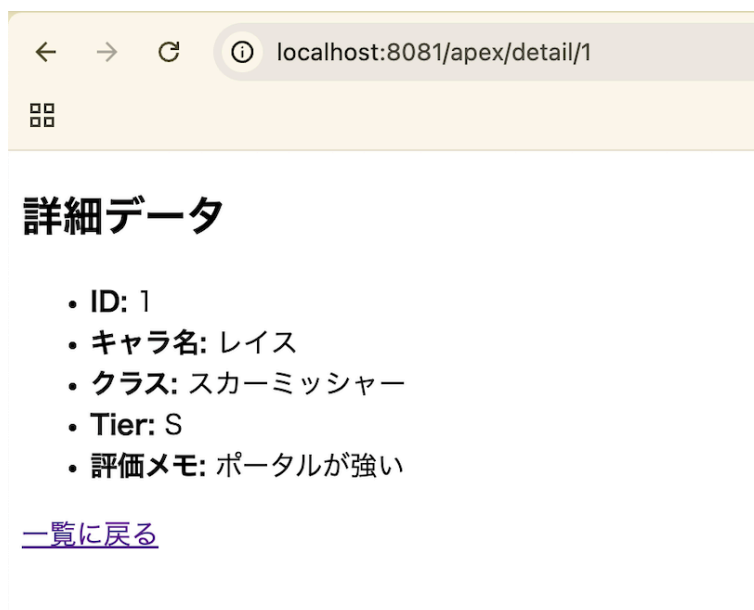 localhost:8081/apex/detail/1
詳細データ
• ID: 1
• キャラ名: レイス
• クラス: スカーミッシャー
• Tier: S
• 評価メモ: ポータルが強い
一覧に戻る